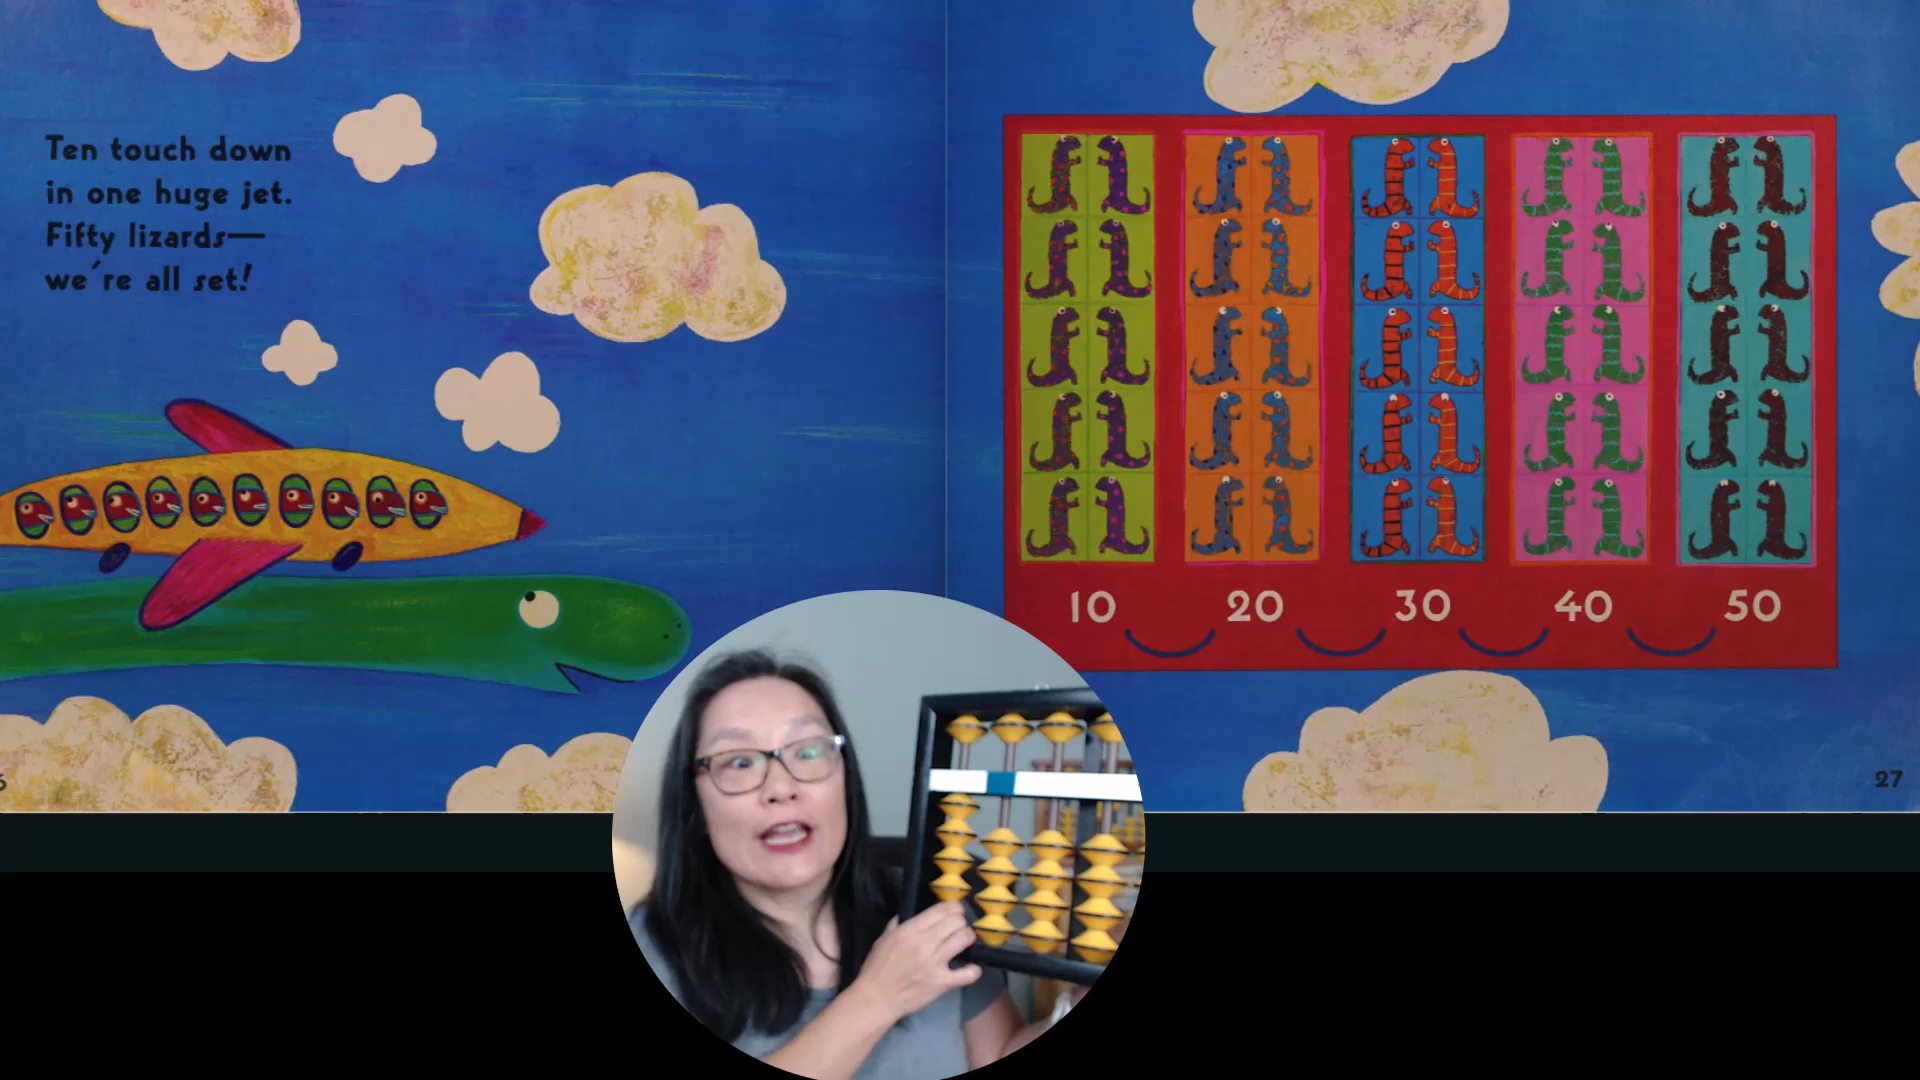 Ten touch down
in one huge jet.
Fifty lizards—
we're all set!
10 20 30 40 50
27